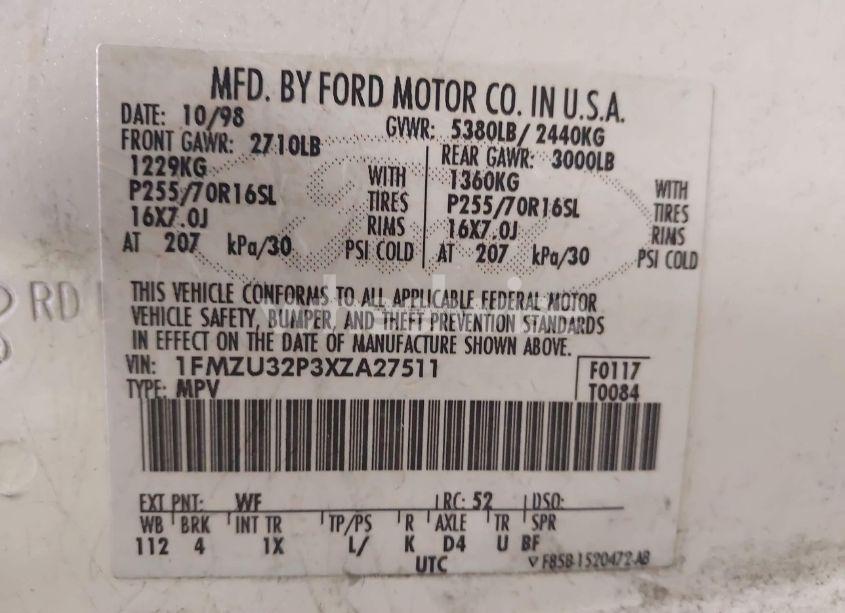 MFD. BY FORD MOTOR CO. IN U.S.A.
DATE: 10/98 GVWR: 5380LB/ 2440KG
FRONT GAWR: 2710LB REAR GAWR: 3000LB
1229KG WITH 1360KG WITH
P255/70R16SL TIRES P255/70R16SL TIRES
16X7.0J RIMS 16X7.0J RIMS
AT 207 kPa/30 PSI COLD AT 207 kPa/30 PSI COLD
RD
THIS VEHICLE CONFORMS TO ALL APPLICABLE FEDERAL MOTOR
VEHICLE SAFETY, BUMPER, AND THEFT PREVENTION STANDARDS
IN EFFECT ON THE DATE OF MANUFACTURE SHOWN ABOVE.
VIN: 1FMZU32P3XZA27511 F0117
TYPE: MPV T0084
EXT PNT: WF RC: 52 DSO:
WB BRK INT TR TP/PS R AXLE TR SPR
112 4 1X L/ K D4 U BF
UTC F85B-1520472-AB